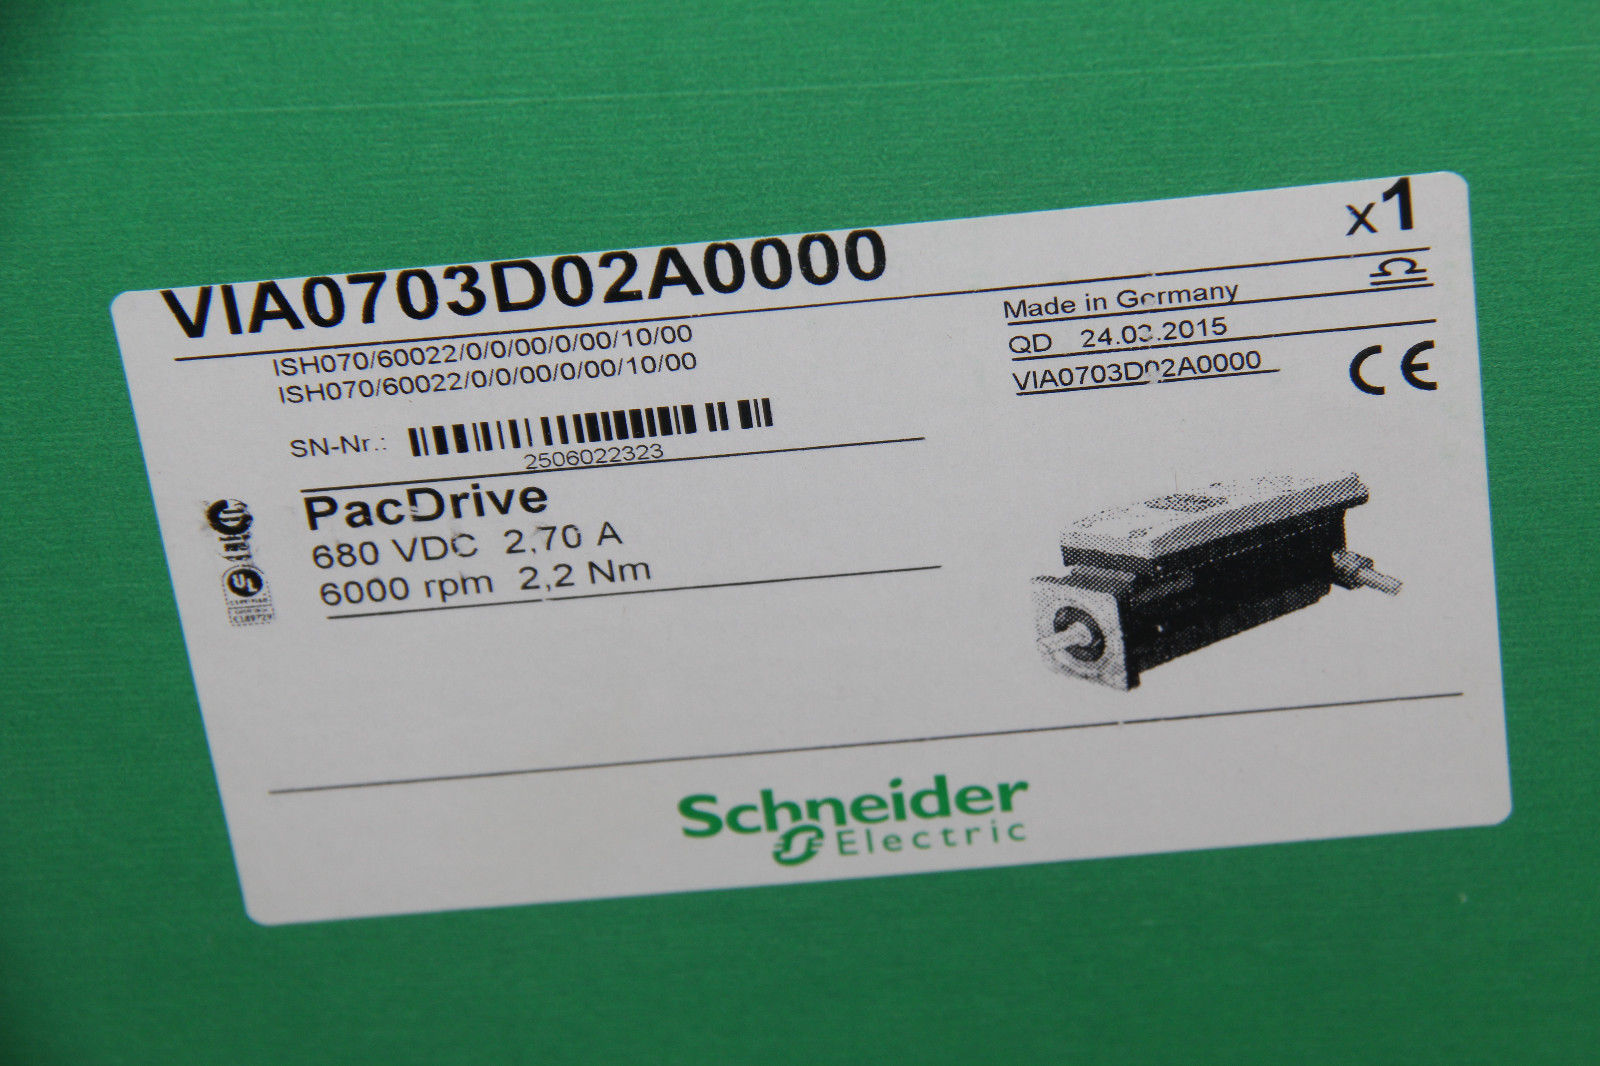 VIA0703D02A0000
x1
ISH070/60022/0/0/00/0/00/10/00
ISH070/60022/0/0/00/0/00/10/00
SN-Nr.:
2506022323
Made in Germany
QD 24.03.2015
VIA0703D02A0000
CE
PacDrive
680 VDC 2,70 A
6000 rpm 2,2 Nm
UL
Schneider
Electric